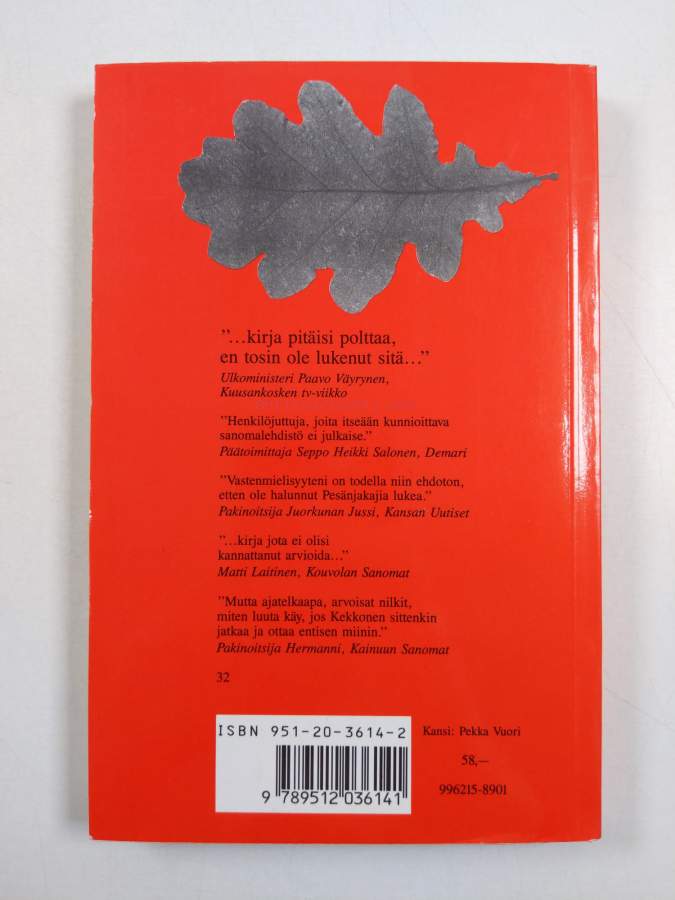 ”...kirja pitäisi polttaa,
en tosin ole lukenut sitä...”
Ulkoministeri Paavo Väyrynen,
Kuusankosken tv-viikko
”Henkilöjuttuja, joita itseään kunnioittava
sanomalehdistö ei julkaise.”
Päätoimittaja Seppo Heikki Salonen, Demari
”Vastenmielisyyteni on todella niin ehdoton,
etten ole halunnut Pesänjakajia lukea.”
Pakinoitsija Juorkunan Jussi, Kansan Uutiset
”...kirja jota ei olisi
kannattanut arvioida...”
Matti Laitinen, Kouvolan Sanomat
”Mutta ajatelkaapa, arvoisat nilkit,
miten luuta käy, jos Kekkonen sittenkin
jatkaa ja ottaa entisen miinin.”
Pakinoitsija Hermanni, Kainuun Sanomat
32
ISBN 951-20-3614-2
Kansi: Pekka Vuori
58,—
996215-8901
9 789512 036141